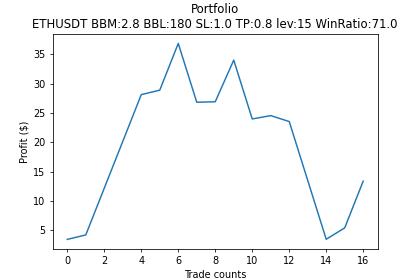 Portfolio
ETHUSDT BBM:2.8 BBL:180 SL:1.0 TP:0.8 lev:15 WinRatio:71.0
35
30
25
20
15
10
5
Profit ($)
0 2 4 6 8 10 12 14 16
Trade counts